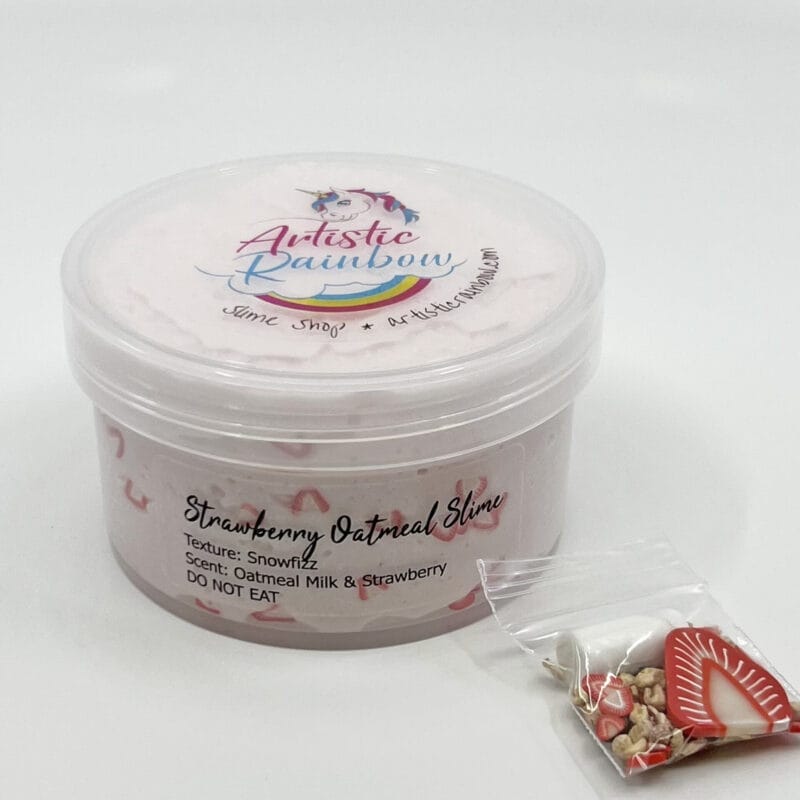 Artistic
Rainbow
slime shop ★ artisticrainbow.com
Strawberry Oatmeal Slime
Texture: Snowfizz
Scent: Oatmeal Milk & Strawberry
DO NOT EAT